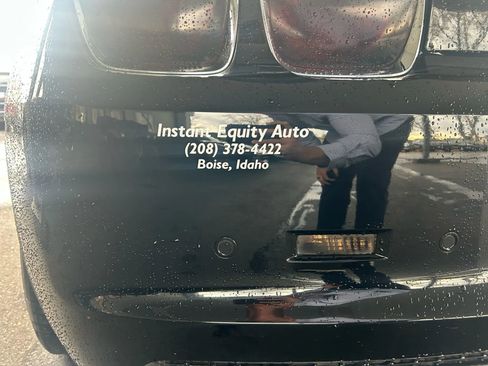 Instant Equity Auto
(208) 378-4422
Boise, Idaho